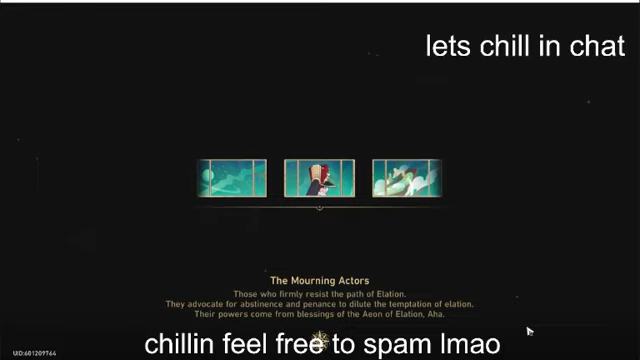 lets chill in chat
The Mourning Actors
Those who firmly resist the path of Elation.
They advocate for abstinence and penance to dilute the temptation of elation.
Their powers come from blessings of the Aeon of Elation, Aha.
chillin feel free to spam lmao
UID:601209764